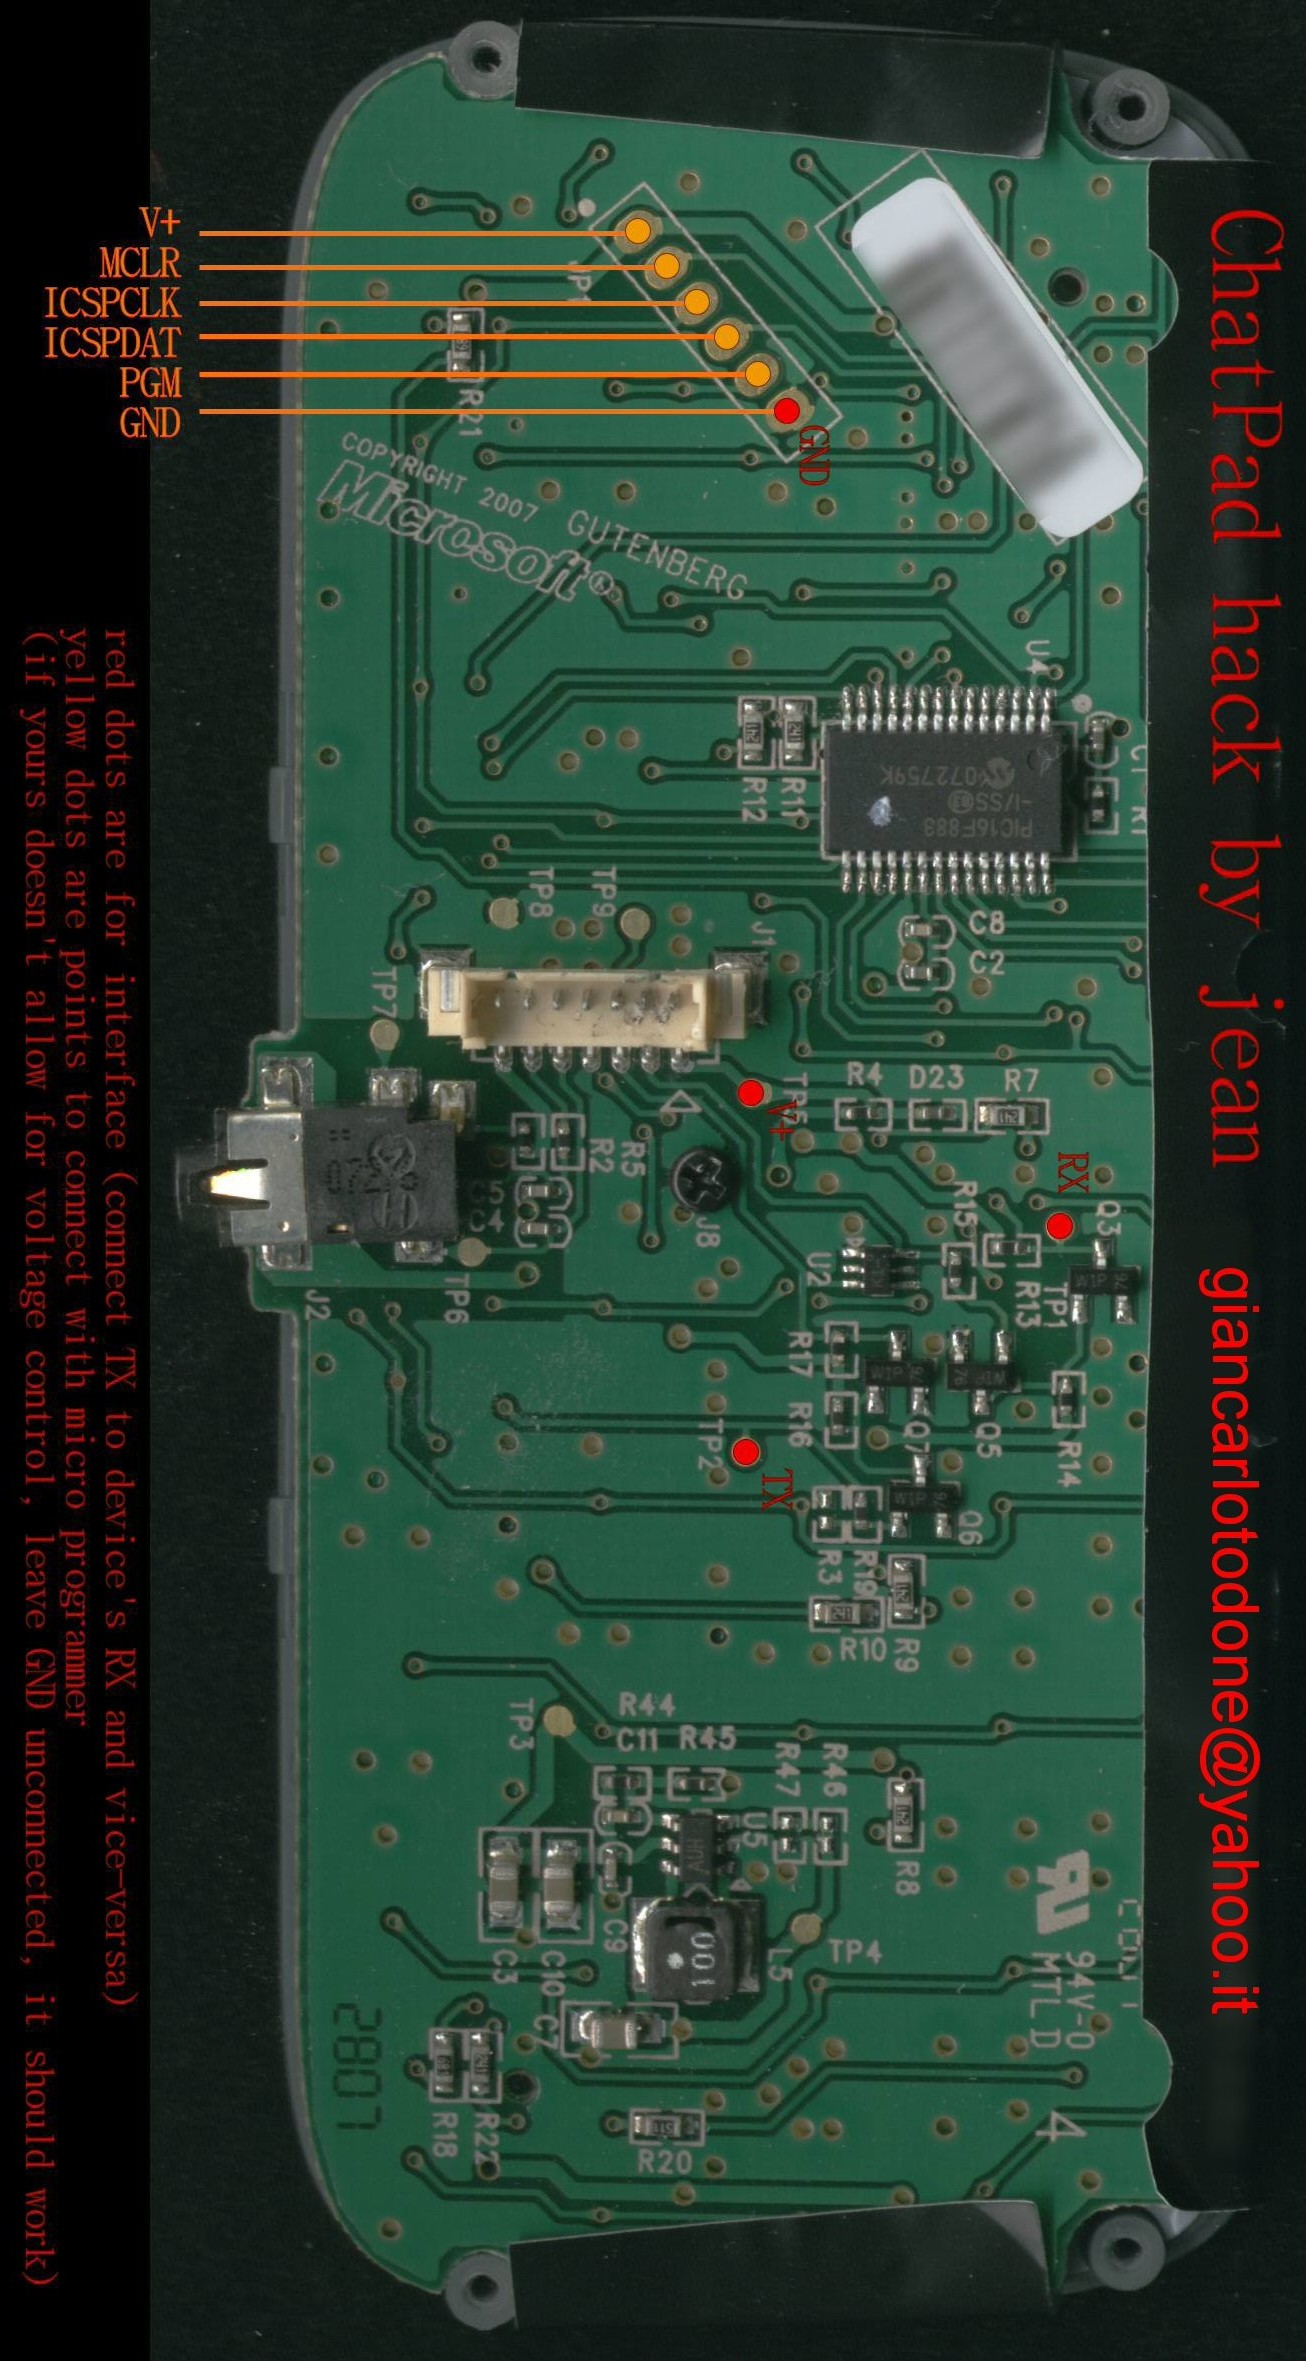 V+
MCLR
ICSPCLK
ICSPDAT
PGM
GND
GND
JP1
R21
COPYRIGHT 2007
Microsoft®
GUTENBERG
U4
C1
R1
R12
R11
PIC16F883
-I/SS
072759K
TP8
TP9
J1
C8
C2
TP7
TP5
V+
R4
D23
R7
R2
R5
C5
C4
J8
RX
Q3
R15
U2
R13
TP1
TP6
J2
R17
R16
Q7
Q5
R14
TP2
TX
Q6
R3
R19
R10
R9
TP3
R44
C11
R45
R47
R46
U5
R8
C3
C10
C9
001
L5
TP4
C7
94V-0
MTL D
2807
R18
R22
R20
4
ChatPad hack by jean
giancarlotodone@yahoo.it
red dots are for interface (connect TX to device's RX and vice-versa)
yellow dots are points to connect with micro programmer
(if yours doesn't allow for voltage control, leave GND unconnected, it should work)